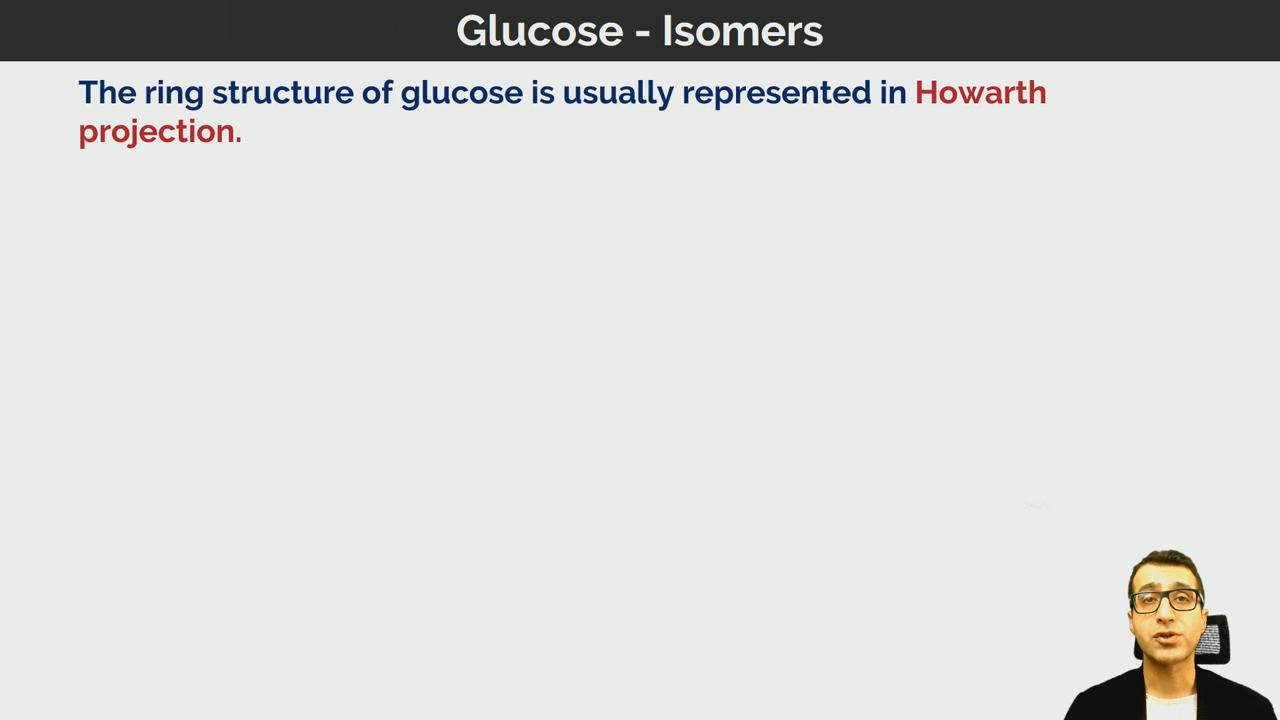 Glucose - Isomers
The ring structure of glucose is usually represented in Howarth
projection.